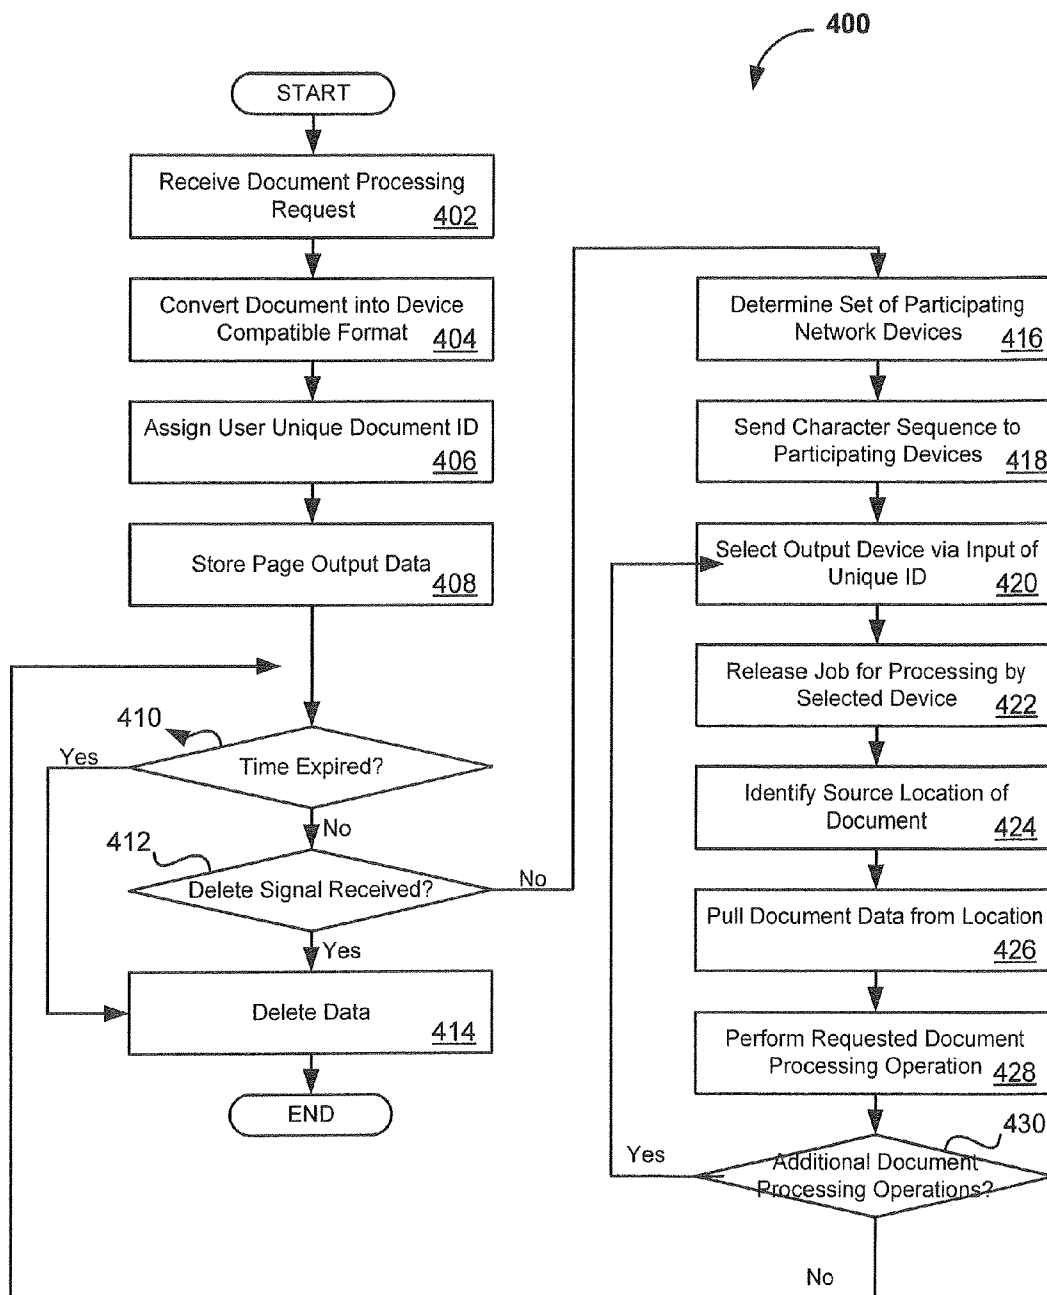 400
START
Receive Document Processing
Request
402
Convert Document into Device
Compatible Format
404
Assign User Unique Document ID
406
Store Page Output Data
408
410
Yes
Time Expired?
No
412
Delete Signal Received?
No
Yes
Delete Data
414
END
Determine Set of Participating
Network Devices
416
Send Character Sequence to
Participating Devices
418
Select Output Device via Input of
Unique ID
420
Release Job for Processing by
Selected Device
422
Identify Source Location of
Document
424
Pull Document Data from Location
426
Perform Requested Document
Processing Operation
428
430
Yes
Additional Document
Processing Operations?
No